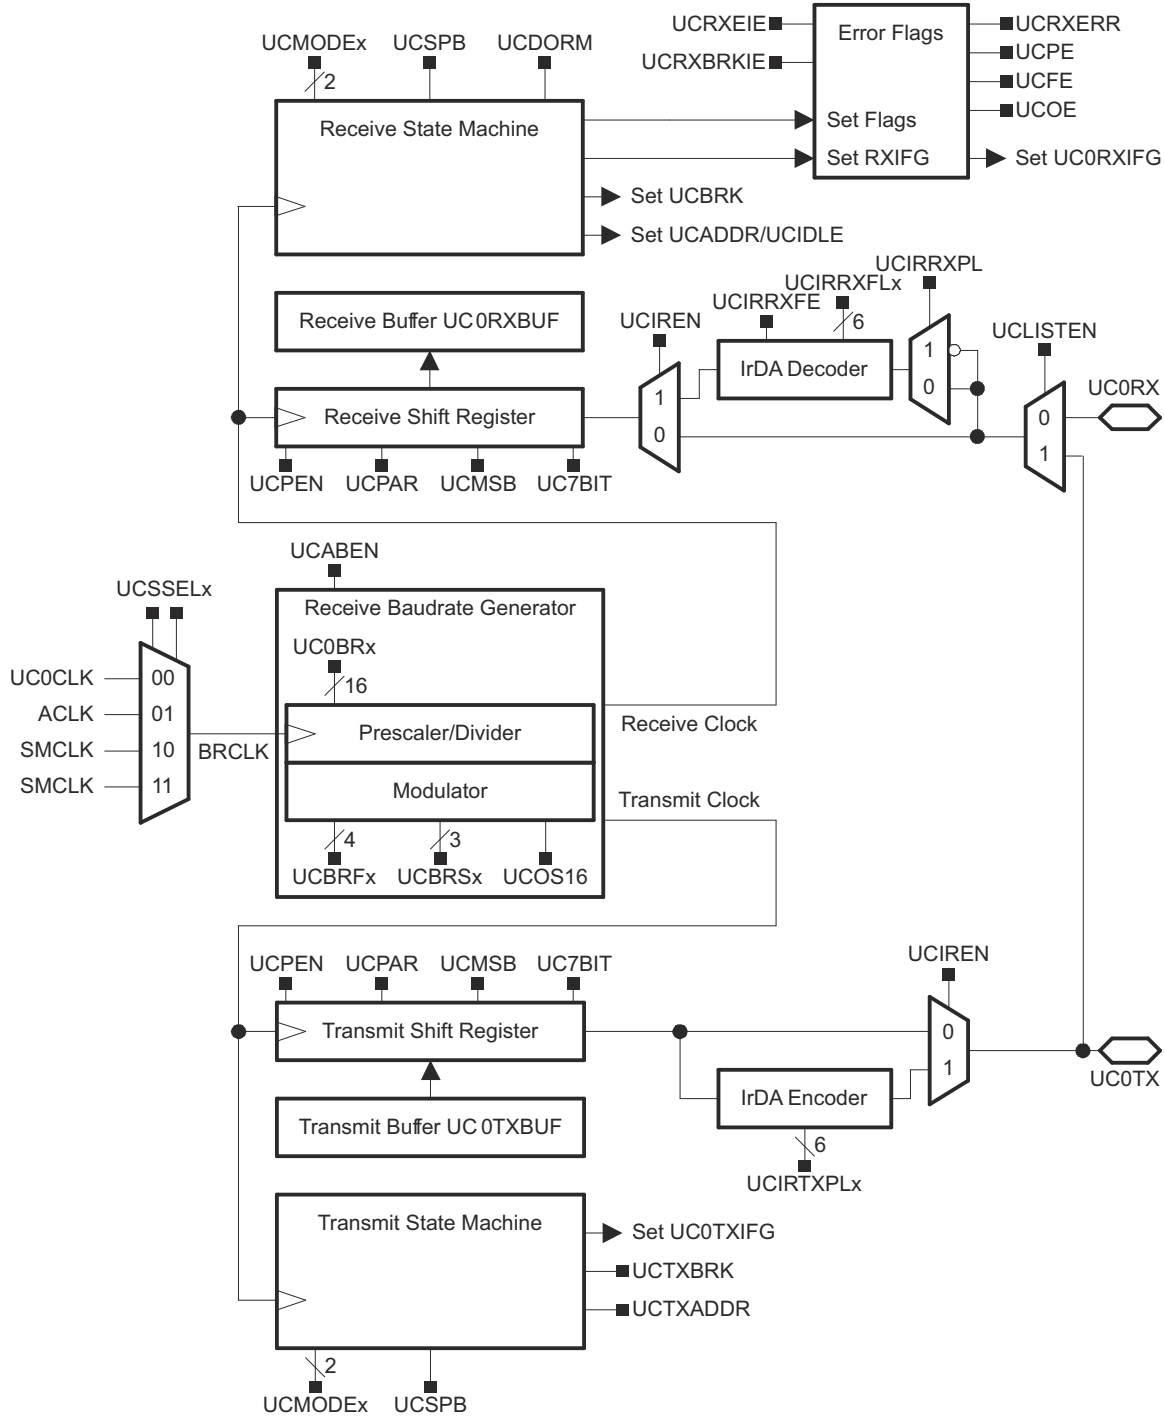 UCRXEIE
UCRXBRKIE
Error Flags
Set Flags
Set RXIFG
UCRXERR
UCPE
UCFE
UCOE
Set UC0RXIFG
UCMODEx
UCSPB
UCDORM
2
Receive State Machine
Set UCBRK
Set UCADDR/UCIDLE
Receive Buffer UC0RXBUF
Receive Shift Register
UCPEN
UCPAR
UCMSB
UC7BIT
UCIREN
1
0
UCIRRXFE
UCIRRXFLx
6
IrDA Decoder
UCIRRXPL
1
0
UCLISTEN
0
1
UC0RX
UCABEN
Receive Baudrate Generator
UC0BRx
16
Prescaler/Divider
Modulator
4
3
UCBRFx
UCBRSx
UCOS16
UCSSELx
UC0CLK
00
ACLK
01
SMCLK
10
SMCLK
11
BRCLK
Receive Clock
Transmit Clock
UCPEN
UCPAR
UCMSB
UC7BIT
Transmit Shift Register
Transmit Buffer UC0TXBUF
UCIREN
0
1
IrDA Encoder
6
UCIRTXPLx
UC0TX
Transmit State Machine
Set UC0TXIFG
UCTXBRK
UCTXADDR
2
UCMODEx
UCSPB